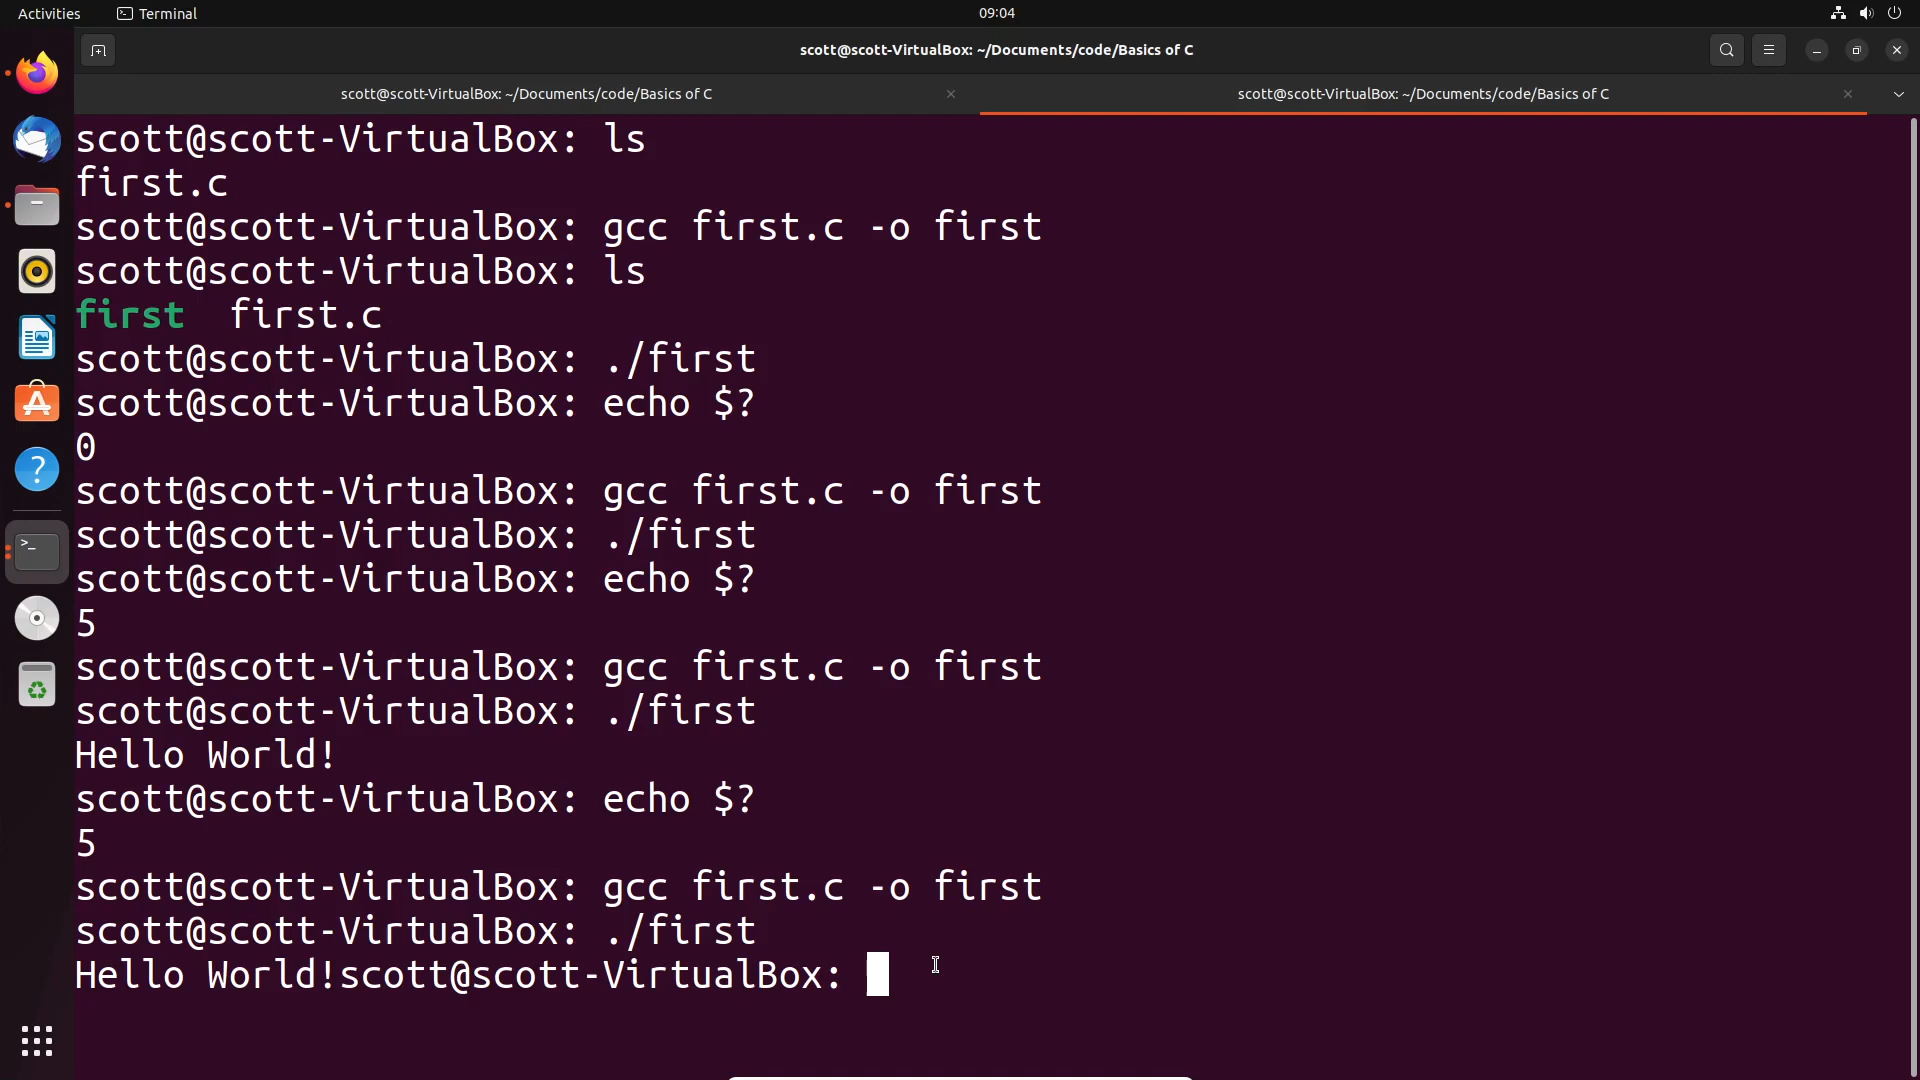 Activities Terminal 09:04
scott@scott-VirtualBox: ~/Documents/code/Basics of C
scott@scott-VirtualBox: ~/Documents/code/Basics of C scott@scott-VirtualBox: ~/Documents/code/Basics of C
scott@scott-VirtualBox: ls
first.c
scott@scott-VirtualBox: gcc first.c -o first
scott@scott-VirtualBox: ls
first first.c
scott@scott-VirtualBox: ./first
scott@scott-VirtualBox: echo $?
0
scott@scott-VirtualBox: gcc first.c -o first
scott@scott-VirtualBox: ./first
scott@scott-VirtualBox: echo $?
5
scott@scott-VirtualBox: gcc first.c -o first
scott@scott-VirtualBox: ./first
Hello World!
scott@scott-VirtualBox: echo $?
5
scott@scott-VirtualBox: gcc first.c -o first
scott@scott-VirtualBox: ./first
Hello World!scott@scott-VirtualBox: